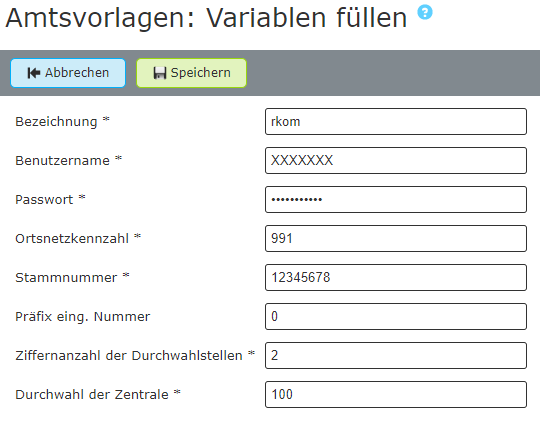 Amtsvorlagen: Variablen füllen ?
Abbrechen Speichern
Bezeichnung * rkom
Benutzername * XXXXXXX
Passwort * •••••••••••
Ortsnetzkennzahl * 991
Stammnummer * 12345678
Präfix eing. Nummer 0
Ziffernanzahl der Durchwahlstellen * 2
Durchwahl der Zentrale * 100